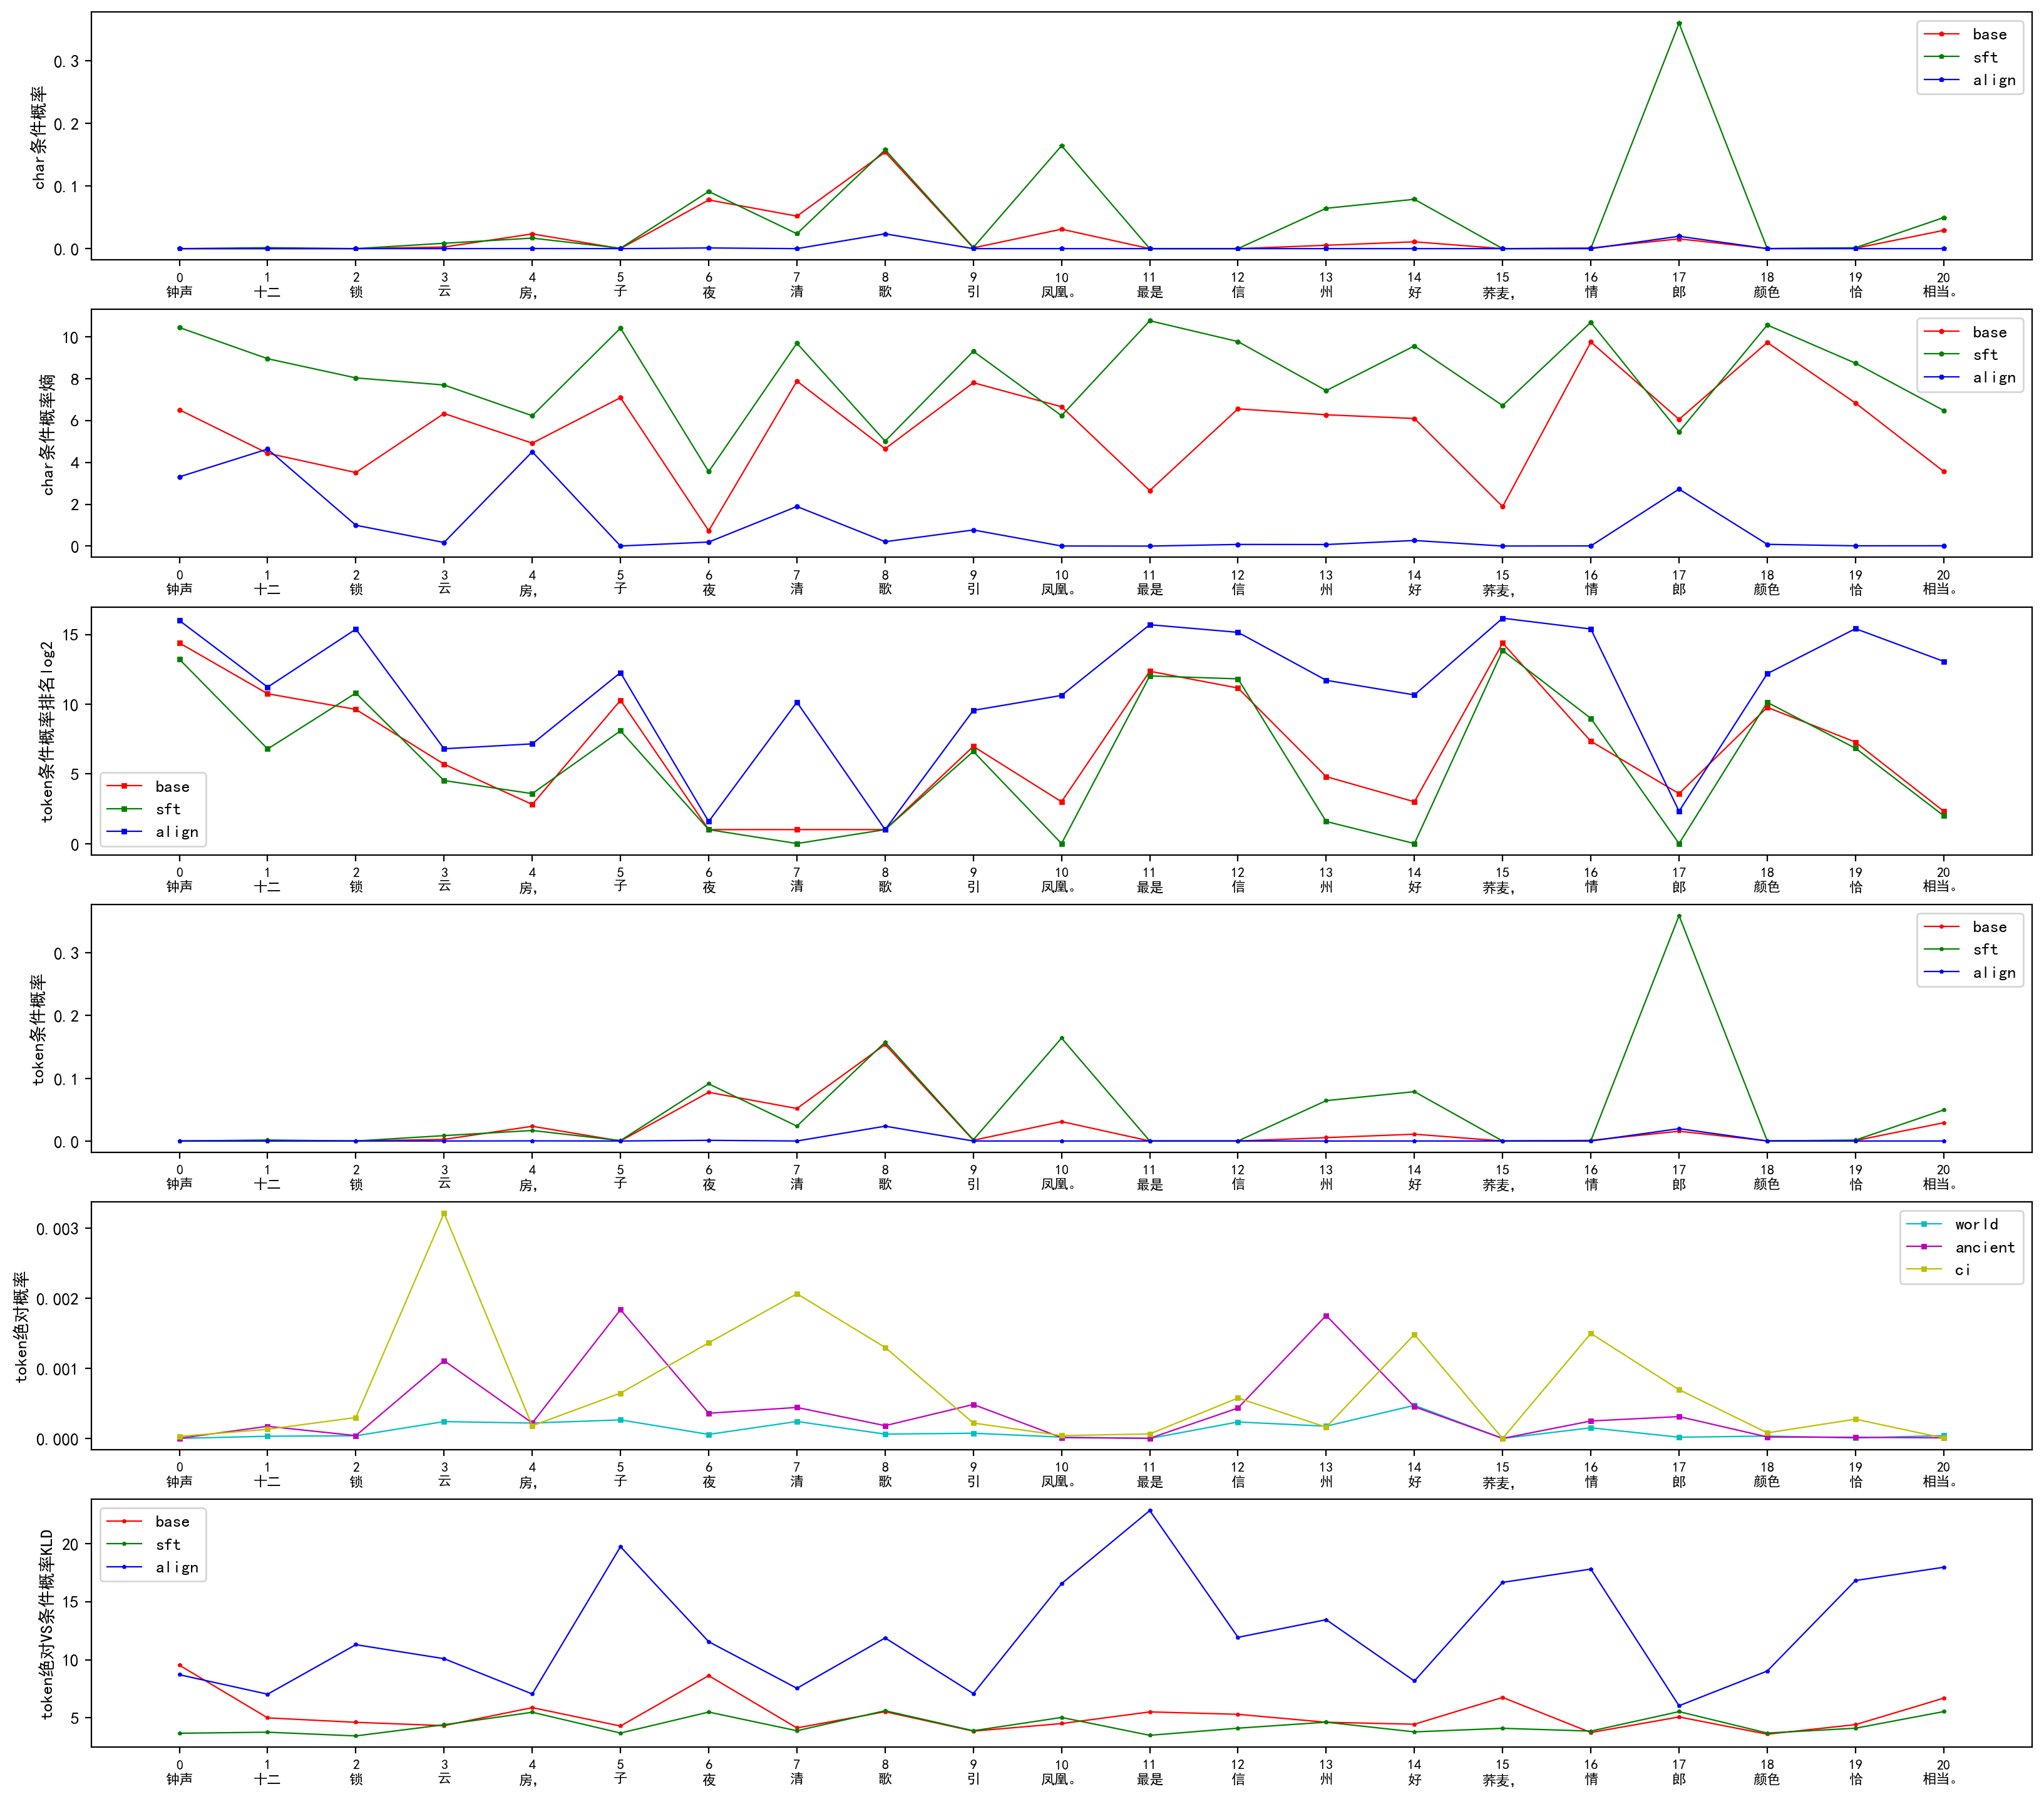 char条件概率
0.3
0.2
0.1
0.0
base
sft
align
0 1 2 3 4 5 6 7 8 9 10 11 12 13 14 15 16 17 18 19 20
钟声 十二 锁 云 房, 子 夜 清 歌 引 凤凰。 最是 信 州 好 荞麦, 情 郎 颜色 恰 相当。
char条件概率熵
10
8
6
4
2
0
base
sft
align
0 1 2 3 4 5 6 7 8 9 10 11 12 13 14 15 16 17 18 19 20
钟声 十二 锁 云 房, 子 夜 清 歌 引 凤凰。 最是 信 州 好 荞麦, 情 郎 颜色 恰 相当。
token条件概率排名log2
15
10
5
0
base
sft
align
0 1 2 3 4 5 6 7 8 9 10 11 12 13 14 15 16 17 18 19 20
钟声 十二 锁 云 房, 子 夜 清 歌 引 凤凰。 最是 信 州 好 荞麦, 情 郎 颜色 恰 相当。
token条件概率
0.3
0.2
0.1
0.0
base
sft
align
0 1 2 3 4 5 6 7 8 9 10 11 12 13 14 15 16 17 18 19 20
钟声 十二 锁 云 房, 子 夜 清 歌 引 凤凰。 最是 信 州 好 荞麦, 情 郎 颜色 恰 相当。
token绝对概率
0.003
0.002
0.001
0.000
world
ancient
ci
0 1 2 3 4 5 6 7 8 9 10 11 12 13 14 15 16 17 18 19 20
钟声 十二 锁 云 房, 子 夜 清 歌 引 凤凰。 最是 信 州 好 荞麦, 情 郎 颜色 恰 相当。
token绝对VS条件概率KLD
20
15
10
5
base
sft
align
0 1 2 3 4 5 6 7 8 9 10 11 12 13 14 15 16 17 18 19 20
钟声 十二 锁 云 房, 子 夜 清 歌 引 凤凰。 最是 信 州 好 荞麦, 情 郎 颜色 恰 相当。